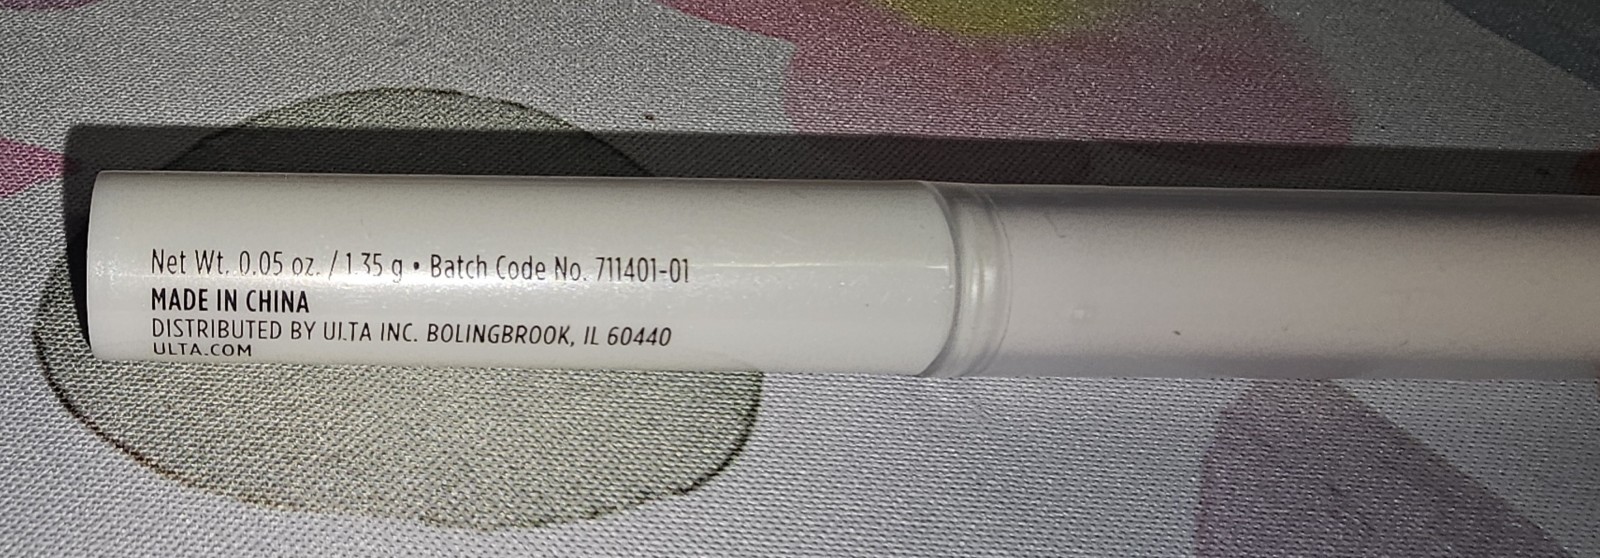 Net Wt. 0.05 oz. / 1.35 g • Batch Code No. 711401-01
MADE IN CHINA
DISTRIBUTED BY ULTA INC. BOLINGBROOK, IL 60440
ULTA.COM